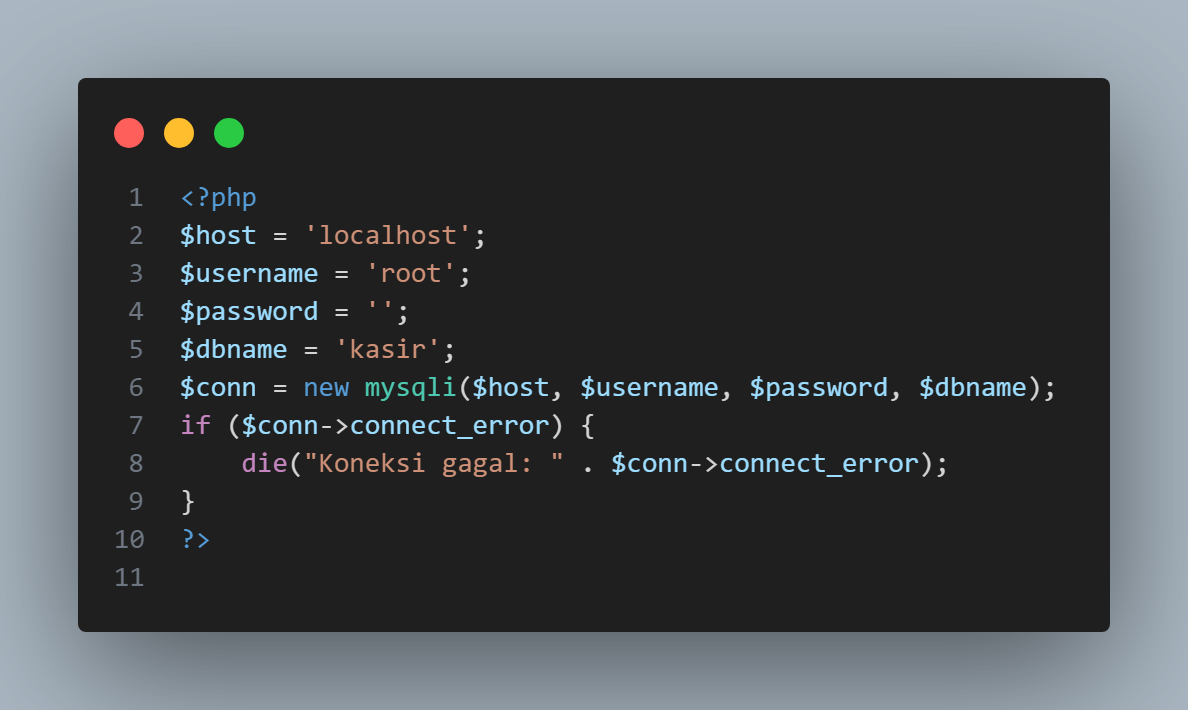 1 <?php
2 $host = 'localhost';
3 $username = 'root';
4 $password = '';
5 $dbname = 'kasir';
6 $conn = new mysqli($host, $username, $password, $dbname);
7 if ($conn->connect_error) {
8     die("Koneksi gagal: " . $conn->connect_error);
9 }
10 ?>
11